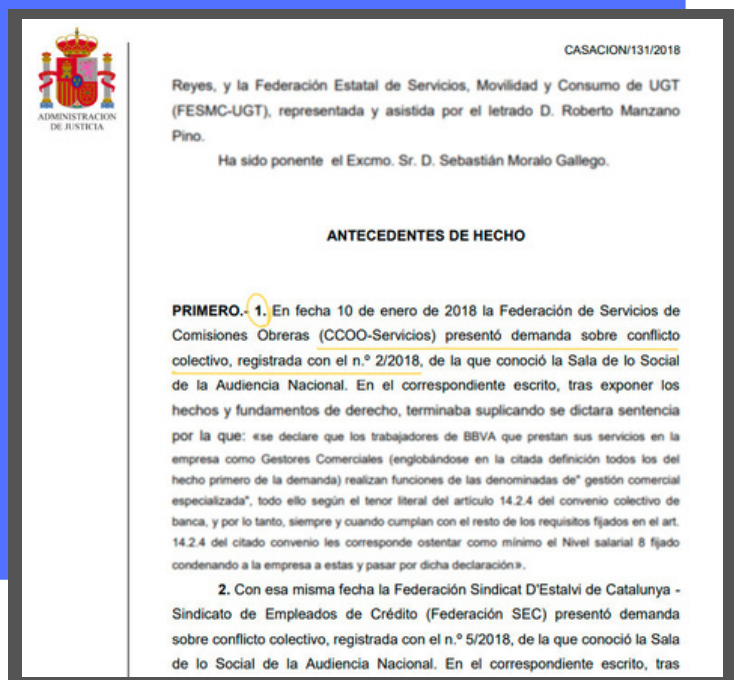 CASACION/131/2018
ADMINISTRACION
DE JUSTICIA
Reyes, y la Federación Estatal de Servicios, Movilidad y Consumo de UGT
(FESMC-UGT), representada y asistida por el letrado D. Roberto Manzano
Pino.
Ha sido ponente el Excmo. Sr. D. Sebastián Moralo Gallego.
ANTECEDENTES DE HECHO
PRIMERO.- 1. En fecha 10 de enero de 2018 la Federación de Servicios de
Comisiones Obreras (CCOO-Servicios) presentó demanda sobre conflicto
colectivo, registrada con el n.º 2/2018, de la que conoció la Sala de lo Social
de la Audiencia Nacional. En el correspondiente escrito, tras exponer los
hechos y fundamentos de derecho, terminaba suplicando se dictara sentencia
por la que: «se declare que los trabajadores de BBVA que prestan sus servicios en la
empresa como Gestores Comerciales (englobándose en la citada definición todos los del
hecho primero de la demanda) realizan funciones de las denominadas de" gestión comercial
especializada", todo ello según el tenor literal del artículo 14.2.4 del convenio colectivo de
banca, y por lo tanto, siempre y cuando cumplan con el resto de los requisitos fijados en el art.
14.2.4 del citado convenio les corresponde ostentar como mínimo el Nivel salarial 8 fijado
condenando a la empresa a estas y pasar por dicha declaración».
2. Con esa misma fecha la Federación Sindicat D'Estalvi de Catalunya -
Sindicato de Empleados de Crédito (Federación SEC) presentó demanda
sobre conflicto colectivo, registrada con el n.º 5/2018, de la que conoció la Sala
de lo Social de la Audiencia Nacional. En el correspondiente escrito, tras